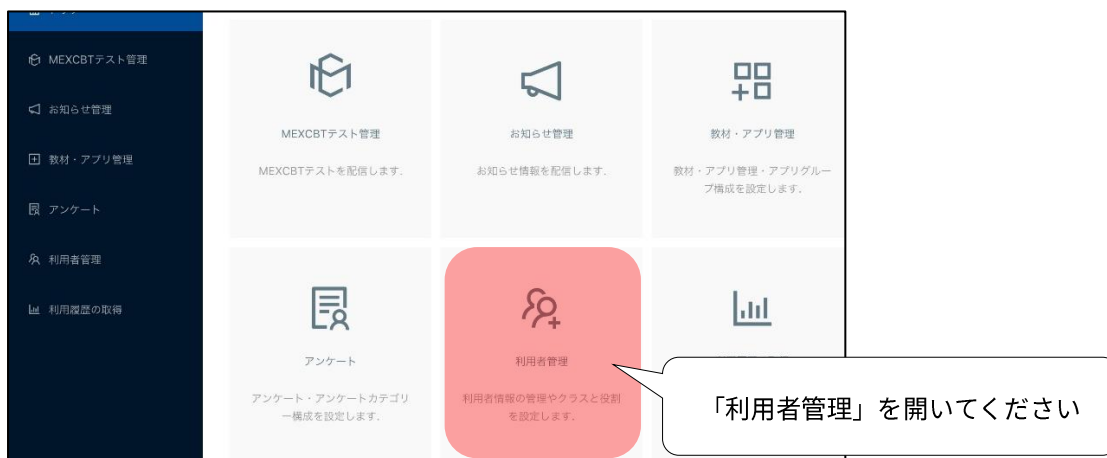 MEXCBTテスト管理
お知らせ管理
教材・アプリ管理
アンケート
利用者管理
利用履歴の取得
MEXCBTテスト管理
MEXCBTテストを配信します.
お知らせ管理
お知らせ情報を配信します.
教材・アプリ管理
教材・アプリ管理・アプリグルー
プ構成を設定します.
アンケート
アンケート・アンケートカテゴリ
ー構成を設定します.
利用者管理
利用者情報の管理やクラスと役割
を設定します.
「利用者管理」を開いてください